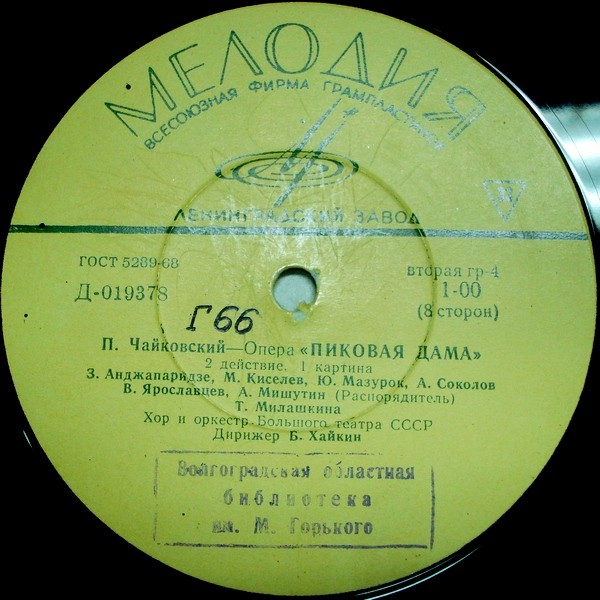 МЕЛОДИЯ
ВСЕСОЮЗНАЯ ФИРМА ГРАМПЛАСТИНОК
ЛЕНИНГРАДСКИЙ ЗАВОД
33
ГОСТ 5289-68
Д-019378
вторая гр-4
1-00
(8 сторон)
Г 66
П. Чайковский—Опера «ПИКОВАЯ ДАМА»
2 действие. 1 картина
З. Анджапаридзе, М. Киселев, Ю. Мазурок, А. Соколов
В. Ярославцев, А. Мишутин (Распорядитель)
Т. Милашкина
Хор и оркестр Большого театра СССР
Дирижер Б. Хайкин
Волгоградская областная
библиотека
им. М. Горького